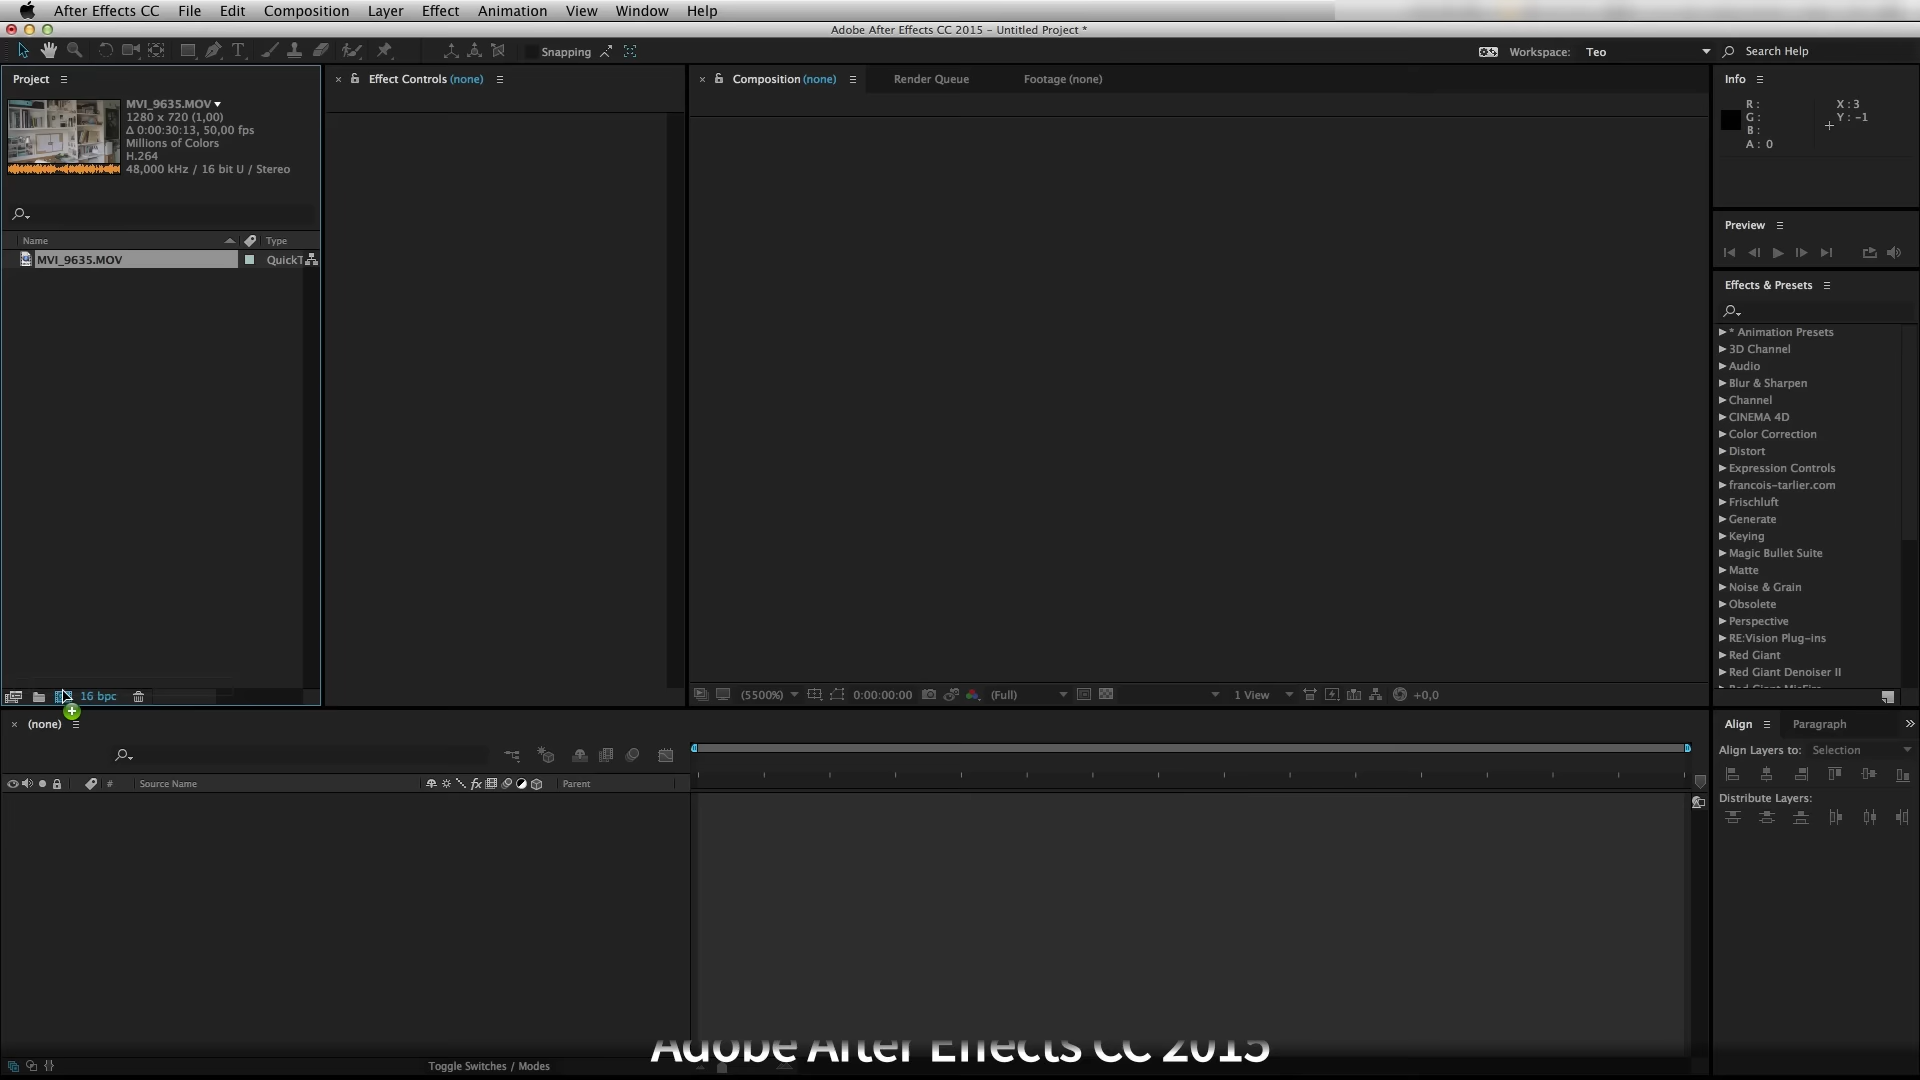 After Effects CC File Edit Composition Layer Effect Animation View Window Help
Adobe After Effects CC 2015 – Untitled Project *
Snapping
Workspace: Teo
Search Help
Project
MVI_9635.MOV
1280 x 720 (1,00)
Δ 0:00:30:13, 50,00 fps
Millions of Colors
H.264
48,000 kHz / 16 bit U / Stereo
Name Type
MVI_9635.MOV QuickT
16 bpc
Effect Controls (none)
Composition (none) Render Queue Footage (none)
(5500%) 0:00:00:00 (Full) 1 View +0,0
Info
R :
G :
B :
A : 0
X : 3
Y : -1
Preview
Effects & Presets
* Animation Presets
3D Channel
Audio
Blur & Sharpen
Channel
CINEMA 4D
Color Correction
Distort
Expression Controls
francois-tarlier.com
Frischluft
Generate
Keying
Magic Bullet Suite
Matte
Noise & Grain
Obsolete
Perspective
RE:Vision Plug-ins
Red Giant
Red Giant Denoiser II
(none)
# Source Name fx Parent
Toggle Switches / Modes
Align Paragraph
Align Layers to: Selection
Distribute Layers:
Adobe After Effects CC 2015